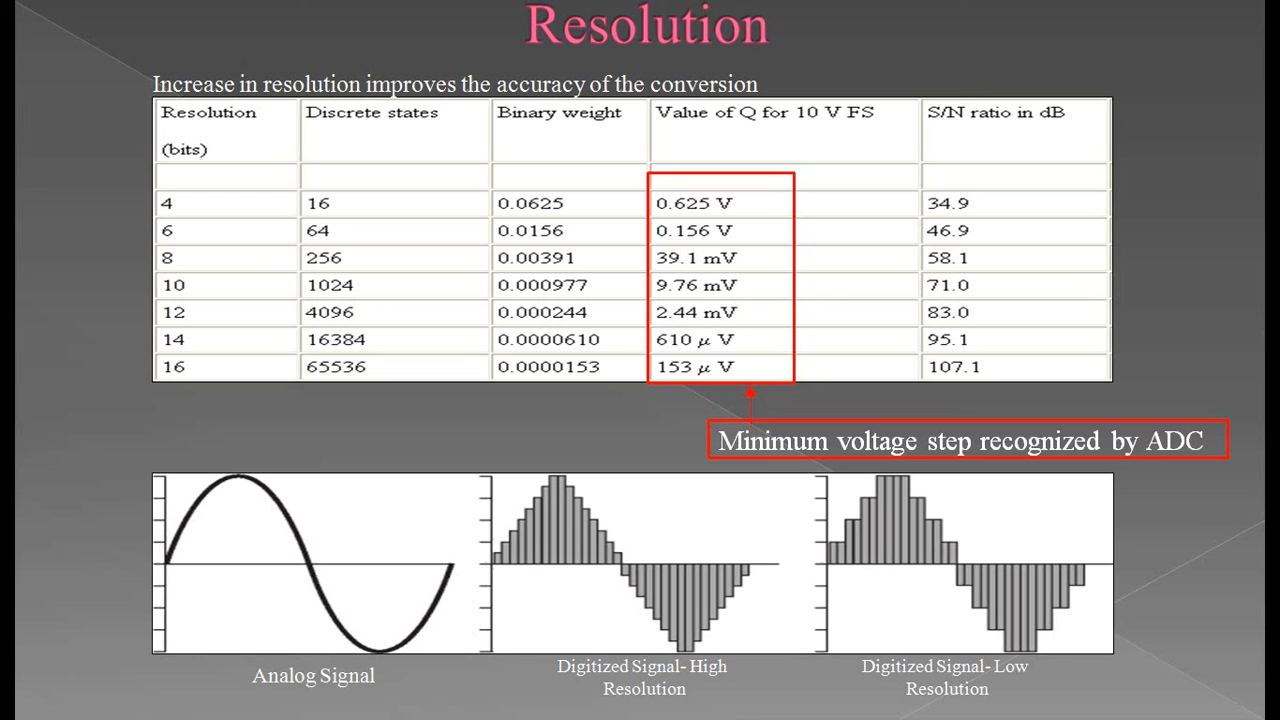 Resolution
Increase in resolution improves the accuracy of the conversion
Resolution (bits) Discrete states Binary weight Value of Q for 10 V FS S/N ratio in dB
4 16 0.0625 0.625 V 34.9
6 64 0.0156 0.156 V 46.9
8 256 0.00391 39.1 mV 58.1
10 1024 0.000977 9.76 mV 71.0
12 4096 0.000244 2.44 mV 83.0
14 16384 0.0000610 610 μ V 95.1
16 65536 0.0000153 153 μ V 107.1
Minimum voltage step recognized by ADC
Analog Signal
Digitized Signal- High
Resolution
Digitized Signal- Low
Resolution